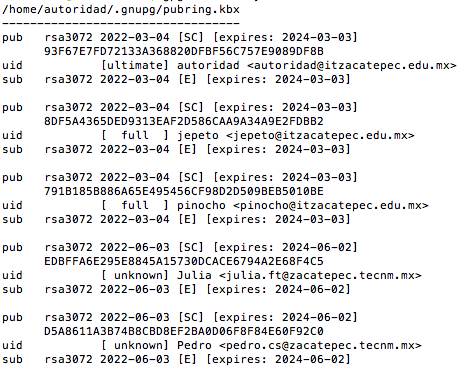 /home/autoridad/.gnupg/pubring.kbx
----------------------------------
pub   rsa3072 2022-03-04 [SC] [expires: 2024-03-03]
      93F67E7FD72133A368820DFBF56C757E9089DF8B
uid           [ultimate] autoridad <autoridad@itzacatepec.edu.mx>
sub   rsa3072 2022-03-04 [E] [expires: 2024-03-03]

pub   rsa3072 2022-03-04 [SC] [expires: 2024-03-03]
      8DF5A4365DED9313EAF2D586CAA9A34A9E2FDBB2
uid           [  full  ] jepeto <jepeto@itzacatepec.edu.mx>
sub   rsa3072 2022-03-04 [E] [expires: 2024-03-03]

pub   rsa3072 2022-03-04 [SC] [expires: 2024-03-03]
      791B185B886A65E495456CF98D2D509BEB5010BE
uid           [  full  ] pinocho <pinocho@itzacatepec.edu.mx>
sub   rsa3072 2022-03-04 [E] [expires: 2024-03-03]

pub   rsa3072 2022-06-03 [SC] [expires: 2024-06-02]
      EDBFFA6E295E8845A15730DCACE6794A2E68F4C5
uid           [ unknown] Julia <julia.ft@zacatepec.tecnm.mx>
sub   rsa3072 2022-06-03 [E] [expires: 2024-06-02]

pub   rsa3072 2022-06-03 [SC] [expires: 2024-06-02]
      D5A8611A3B74B8CBD8EF2BA0D06F8F84E60F92C0
uid           [ unknown] Pedro <pedro.cs@zacatepec.tecnm.mx>
sub   rsa3072 2022-06-03 [E] [expires: 2024-06-02]